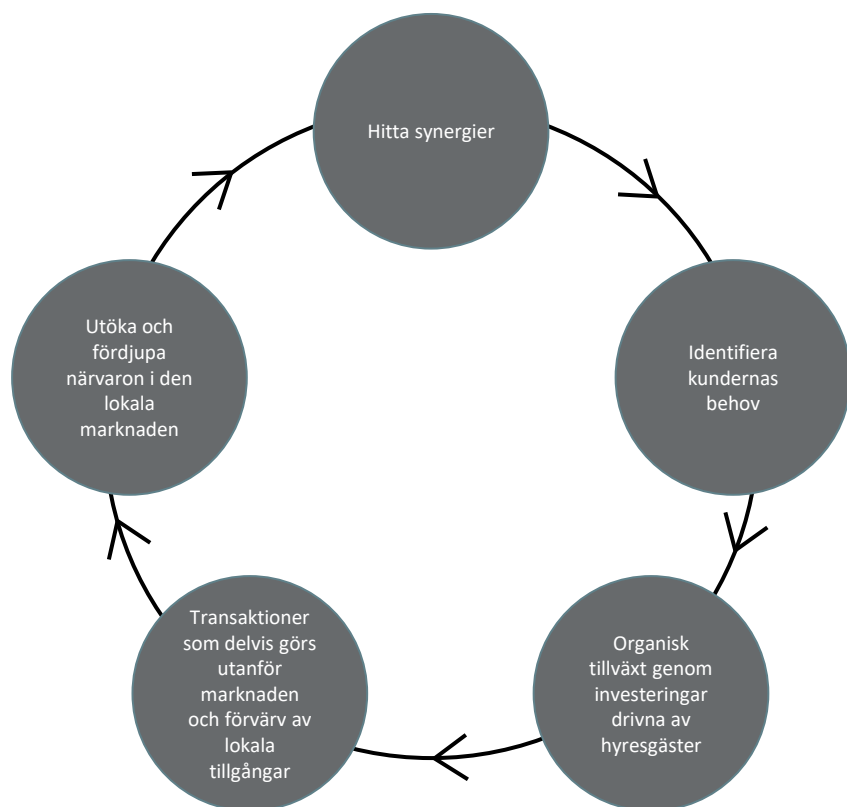 Hitta synergier
Identifiera
kundernas
behov
Organisk
tillväxt genom
investeringar
drivna av
hyresgäster
Transaktioner
som delvis görs
utanför
marknaden
och förvärv av
lokala
tillgångar
Utöka och
fördjupa
närvaron i den
lokala
marknaden